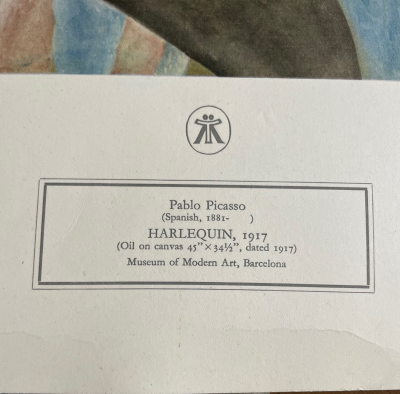 Pablo Picasso
(Spanish, 1881- )
HARLEQUIN, 1917
(Oil on canvas 45"×34½", dated 1917)
Museum of Modern Art, Barcelona